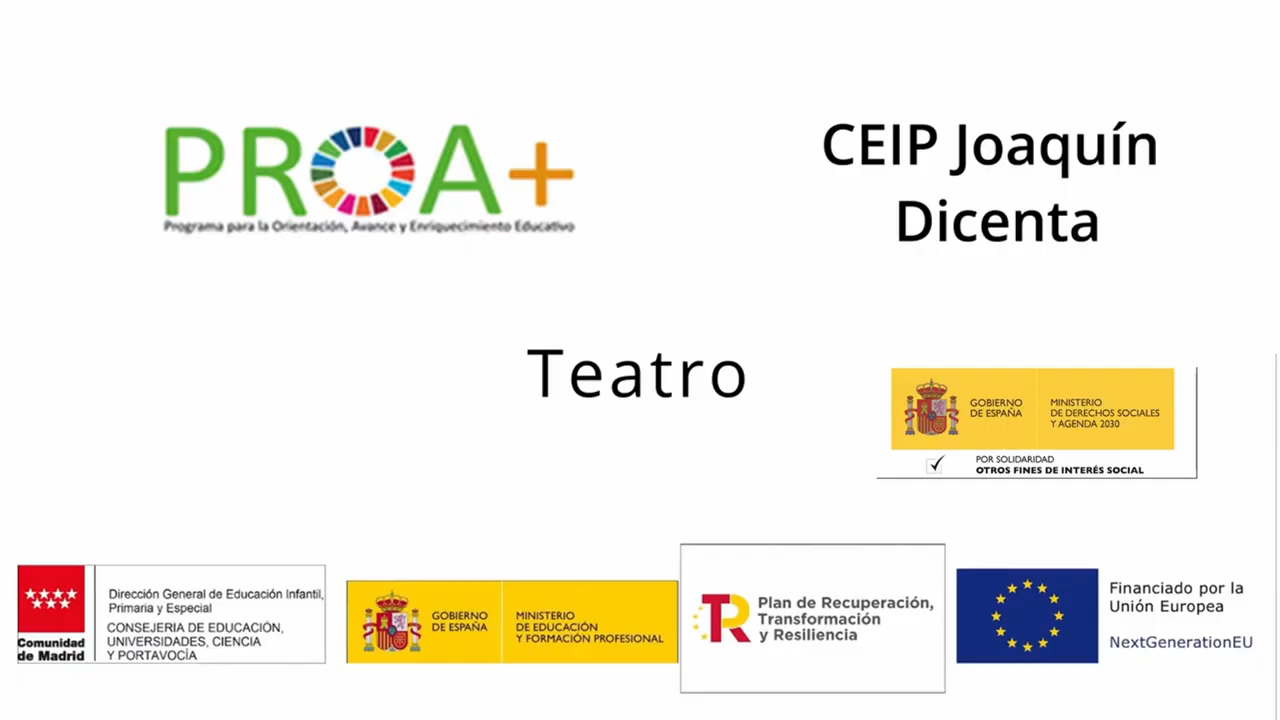 PROA+
Programa para la Orientación, Avance y Enriquecimiento Educativo
CEIP Joaquín
Dicenta
Teatro
GOBIERNO
DE ESPAÑA
MINISTERIO
DE DERECHOS SOCIALES
Y AGENDA 2030
POR SOLIDARIDAD
OTROS FINES DE INTERÉS SOCIAL
Comunidad
de Madrid
Dirección General de Educación Infantil,
Primaria y Especial
CONSEJERIA DE EDUCACIÓN,
UNIVERSIDADES, CIENCIA
Y PORTAVOCÍA
GOBIERNO
DE ESPAÑA
MINISTERIO
DE EDUCACIÓN
Y FORMACIÓN PROFESIONAL
TR
Plan de Recuperación,
Transformación
y Resiliencia
Financiado por la
Unión Europea
NextGenerationEU